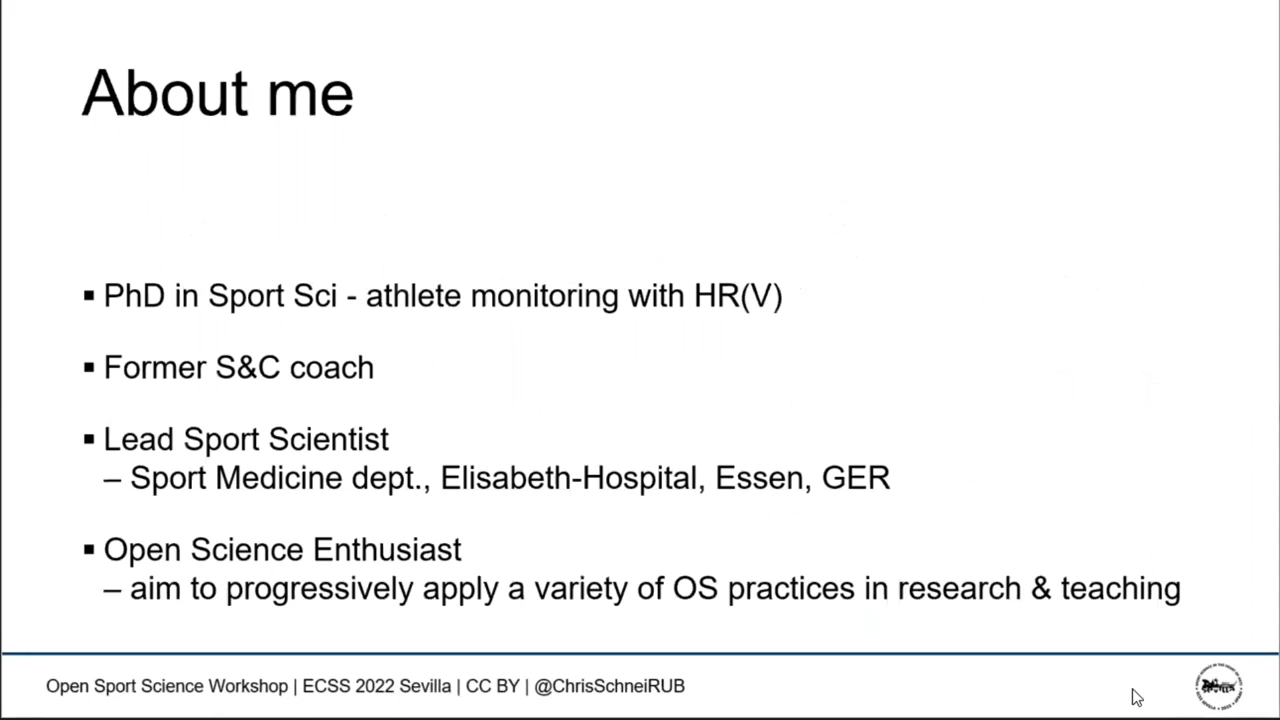 About me
▪ PhD in Sport Sci - athlete monitoring with HR(V)
▪ Former S&C coach
▪ Lead Sport Scientist
– Sport Medicine dept., Elisabeth-Hospital, Essen, GER
▪ Open Science Enthusiast
– aim to progressively apply a variety of OS practices in research & teaching
Open Sport Science Workshop | ECSS 2022 Sevilla | CC BY | @ChrisSchneiRUB